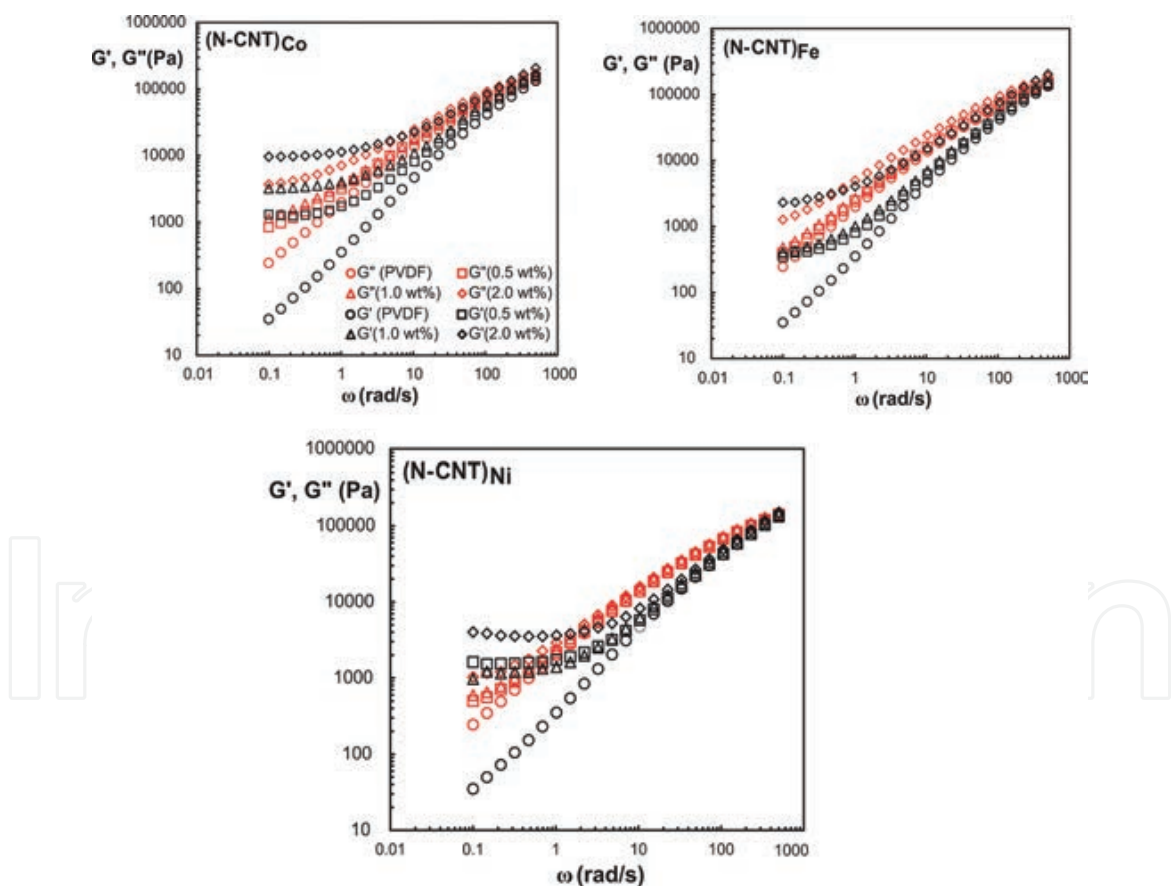 (N-CNT)Co
G', G"(Pa)
1000000
100000
10000
1000
100
10
0.01 0.1 1 10 100 1000
ω (rad/s)
G" (PVDF) G"(0.5 wt%)
G"(1.0 wt%) G"(2.0 wt%)
G' (PVDF) G'(0.5 wt%)
G'(1.0 wt%) G'(2.0 wt%)
(N-CNT)Fe
G', G" (Pa)
1000000
100000
10000
1000
100
10
0.01 0.1 1 10 100 1000
ω (rad/s)
(N-CNT)Ni
G', G" (Pa)
1000000
100000
10000
1000
100
10
0.01 0.1 1 10 100 1000
ω (rad/s)